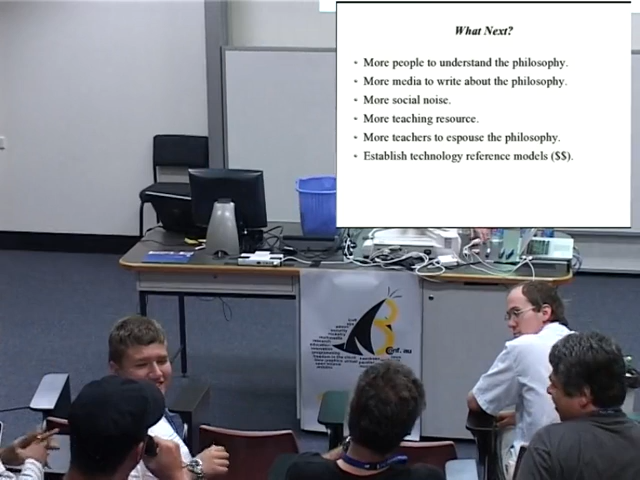 What Next?
More people to understand the philosophy.
More media to write about the philosophy.
More social noise.
More teaching resource.
More teachers to espouse the philosophy.
Establish technology reference models ($$).